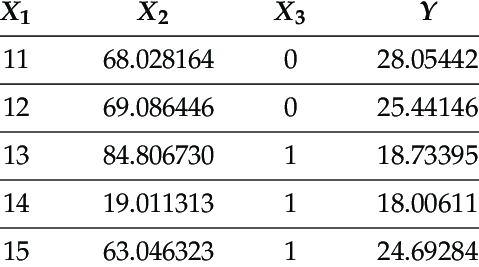 X₁ X₂ X₃ Y
11 68.028164 0 28.05442
12 69.086446 0 25.44146
13 84.806730 1 18.73395
14 19.011313 1 18.00611
15 63.046323 1 24.69284